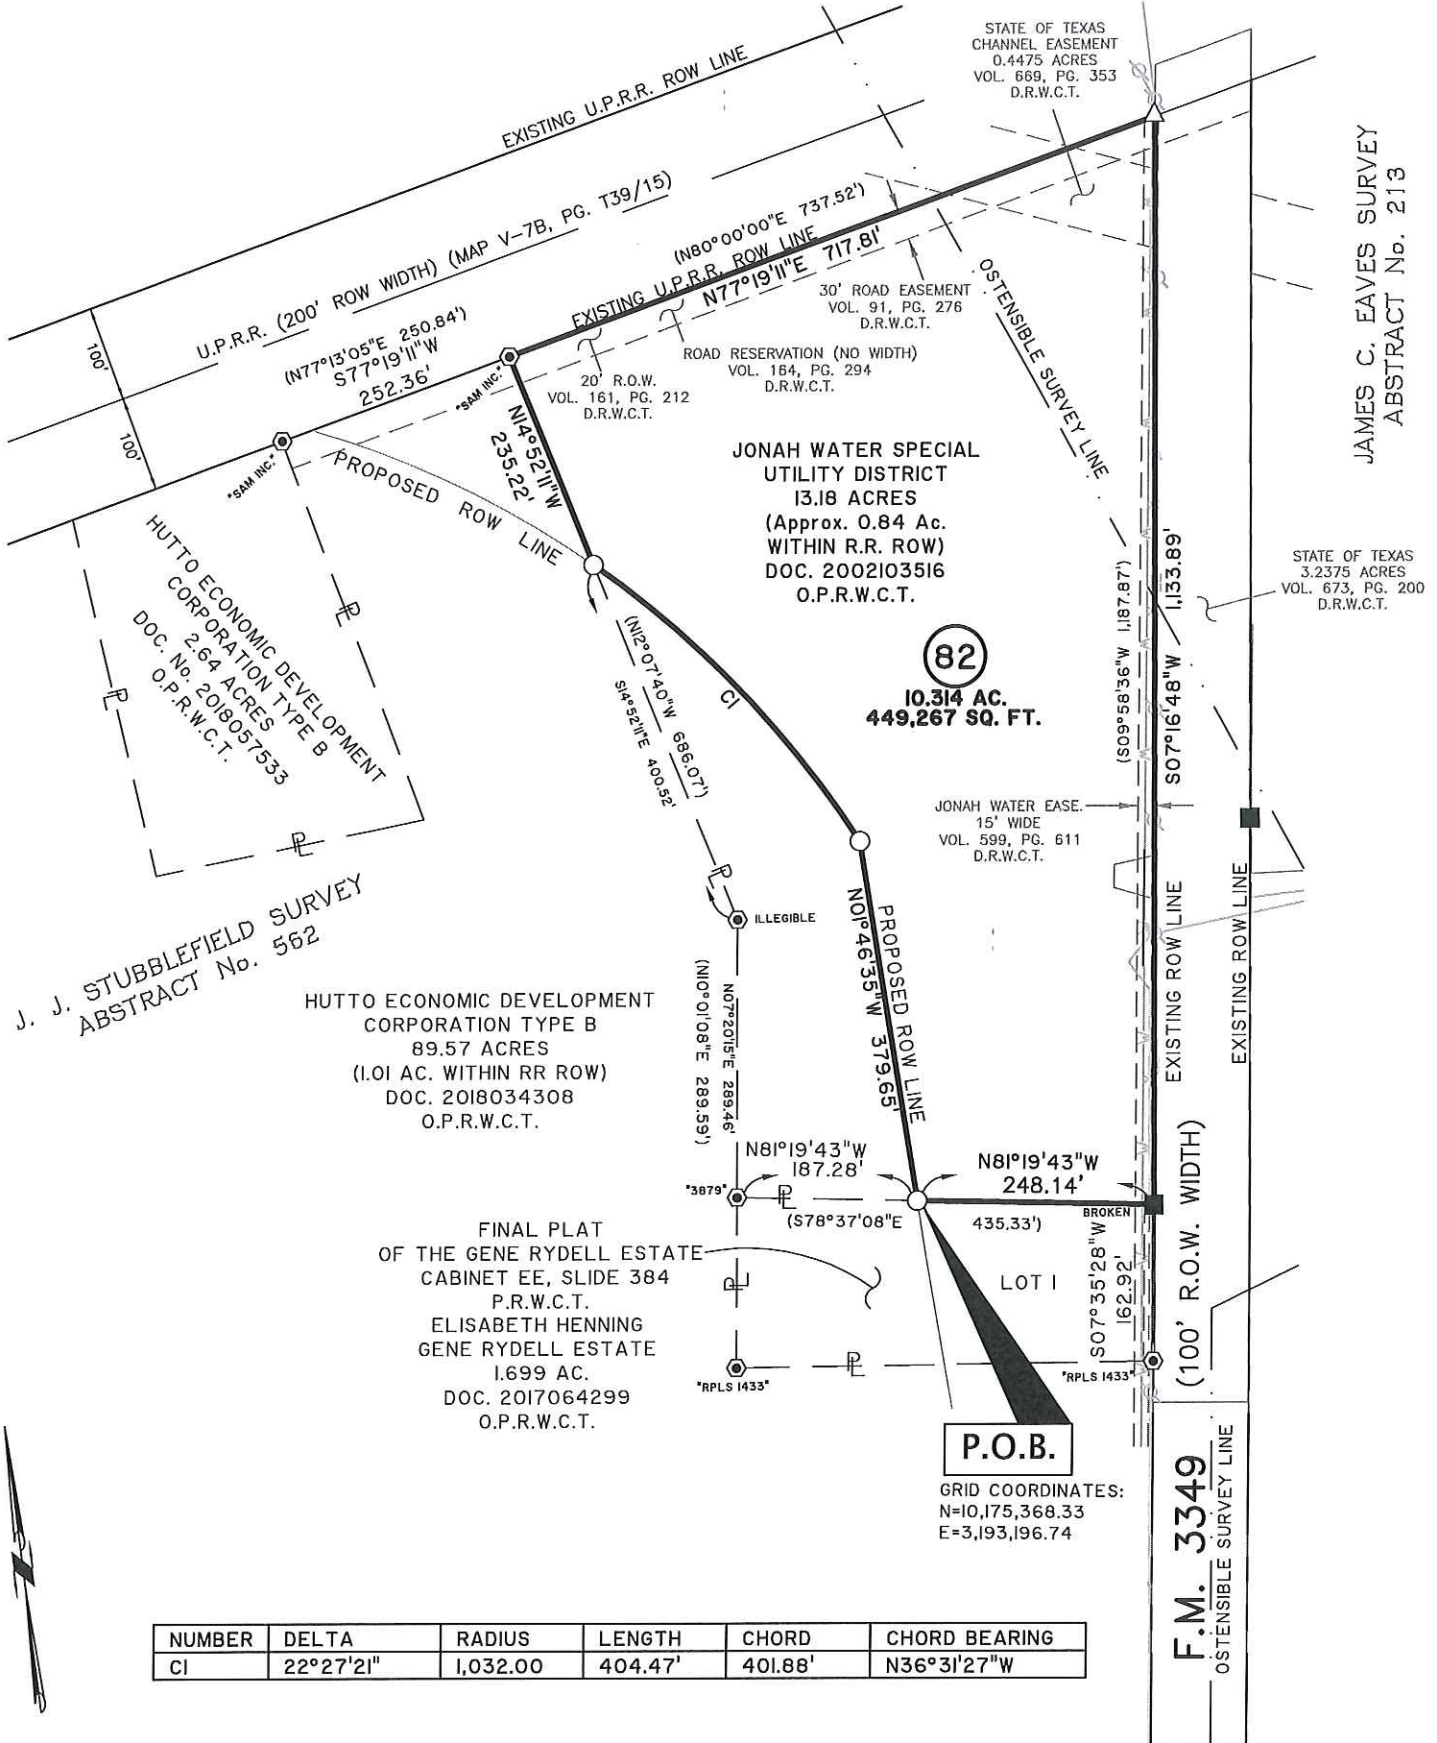 STATE OF TEXAS
CHANNEL EASEMENT
0.4475 ACRES
VOL. 669, PG. 353
D.R.W.C.T.
EXISTING U.P.R.R. ROW LINE
U.P.R.R. (200' ROW WIDTH) (MAP V-7B, PG. T39/15)
100'
100'
(N77°13'05"E 250.84')
S77°19'11"W
252.36'
(N80°00'00"E 737.52')
EXISTING U.P.R.R. ROW LINE
N77°19'11"E 717.81'
30' ROAD EASEMENT
VOL. 91, PG. 276
D.R.W.C.T.
ROAD RESERVATION (NO WIDTH)
VOL. 164, PG. 294
D.R.W.C.T.
20' R.O.W.
VOL. 161, PG. 212
D.R.W.C.T.
"SAM INC."
"SAM INC."
N14°52'11"W
235.22'
PROPOSED ROW LINE
OSTENSIBLE SURVEY LINE
JAMES C. EAVES SURVEY
ABSTRACT No. 213
JONAH WATER SPECIAL
UTILITY DISTRICT
13.18 ACRES
(Approx. 0.84 Ac.
WITHIN R.R. ROW)
DOC. 2002103516
O.P.R.W.C.T.
82
10.314 AC.
449,267 SQ. FT.
HUTTO ECONOMIC DEVELOPMENT
CORPORATION TYPE B
2.64 ACRES
DOC. No. 2018057533
O.P.R.W.C.T.
PL
PL
PL
(N12°07'40"W 686.07')
S14°52'11"E 400.52'
C1
(S09°58'36"W 1,187.87')
S07°16'48"W 1,133.89'
STATE OF TEXAS
3.2375 ACRES
VOL. 673, PG. 200
D.R.W.C.T.
JONAH WATER EASE.
15' WIDE
VOL. 599, PG. 611
D.R.W.C.T.
PL
ILLEGIBLE
J. J. STUBBLEFIELD SURVEY
ABSTRACT No. 562
N01°46'35"W 379.65'
PROPOSED ROW LINE
EXISTING ROW LINE
EXISTING ROW LINE
HUTTO ECONOMIC DEVELOPMENT
CORPORATION TYPE B
89.57 ACRES
(1.01 AC. WITHIN RR ROW)
DOC. 2018034308
O.P.R.W.C.T.
(N10°01'08"E 289.59')
N07°20'15"E 289.46'
N81°19'43"W
187.28'
N81°19'43"W
248.14'
"3879"
PL
(S78°37'08"E 435.33')
BROKEN
FINAL PLAT
OF THE GENE RYDELL ESTATE
CABINET EE, SLIDE 384
P.R.W.C.T.
ELISABETH HENNING
GENE RYDELL ESTATE
1.699 AC.
DOC. 2017064299
O.P.R.W.C.T.
PL
LOT 1
S07°35'28"W
162.92'
(100' R.O.W. WIDTH)
"RPLS 1433"
PL
"RPLS 1433"
P.O.B.
GRID COORDINATES:
N=10,175,368.33
E=3,193,196.74
F.M. 3349
OSTENSIBLE SURVEY LINE
NUMBER DELTA RADIUS LENGTH CHORD CHORD BEARING
C1 22°27'21" 1,032.00 404.47' 401.88' N36°31'27"W